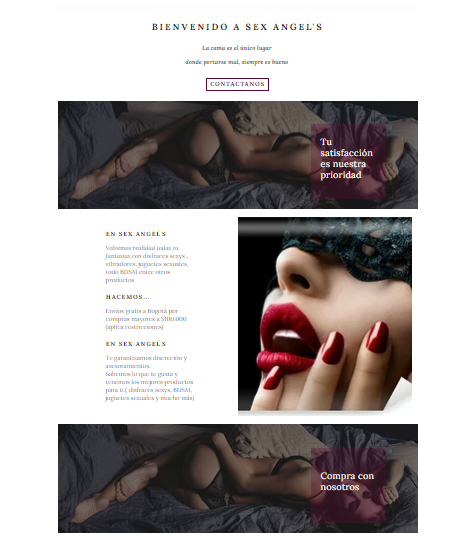 BIENVENIDO A SEX ANGEL'S
La cama es el único lugar
donde portarse mal, siempre es bueno
CONTACTANOS
Tu
satisfacción
es nuestra
prioridad
EN SEX ANGELS
Volvemos realidad todas tu
fantasías con disfraces sexys ,
vibradores, juguetes sexuales,
todo BDSM entre otros
productos
HACEMOS...
Envios gratis a Bogotá por
compras mayores a $100.000
(aplica restricciones)
EN SEX ANGELS
Te garantizamos discreción y
asesoramientos.
Sabemos lo que te gusta y
tenemos los mejores productos
para ti.( disfraces sexys, BDSM,
juguetes sexuales y mucho más)
Compra con
nosotros